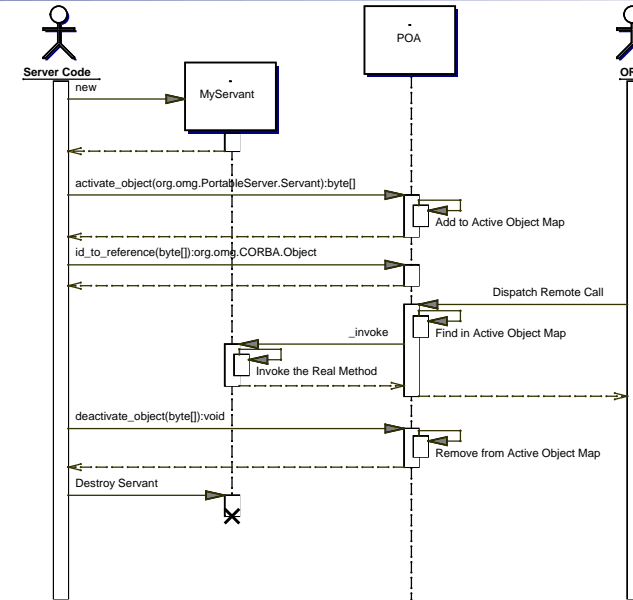 -
POA
Server Code
OR
new
-
MyServant
activate_object(org.omg.PortableServer.Servant):byte[]
Add to Active Object Map
id_to_reference(byte[]):org.omg.CORBA.Object
Dispatch Remote Call
_invoke
Find in Active Object Map
Invoke the Real Method
deactivate_object(byte[]):void
Remove from Active Object Map
Destroy Servant